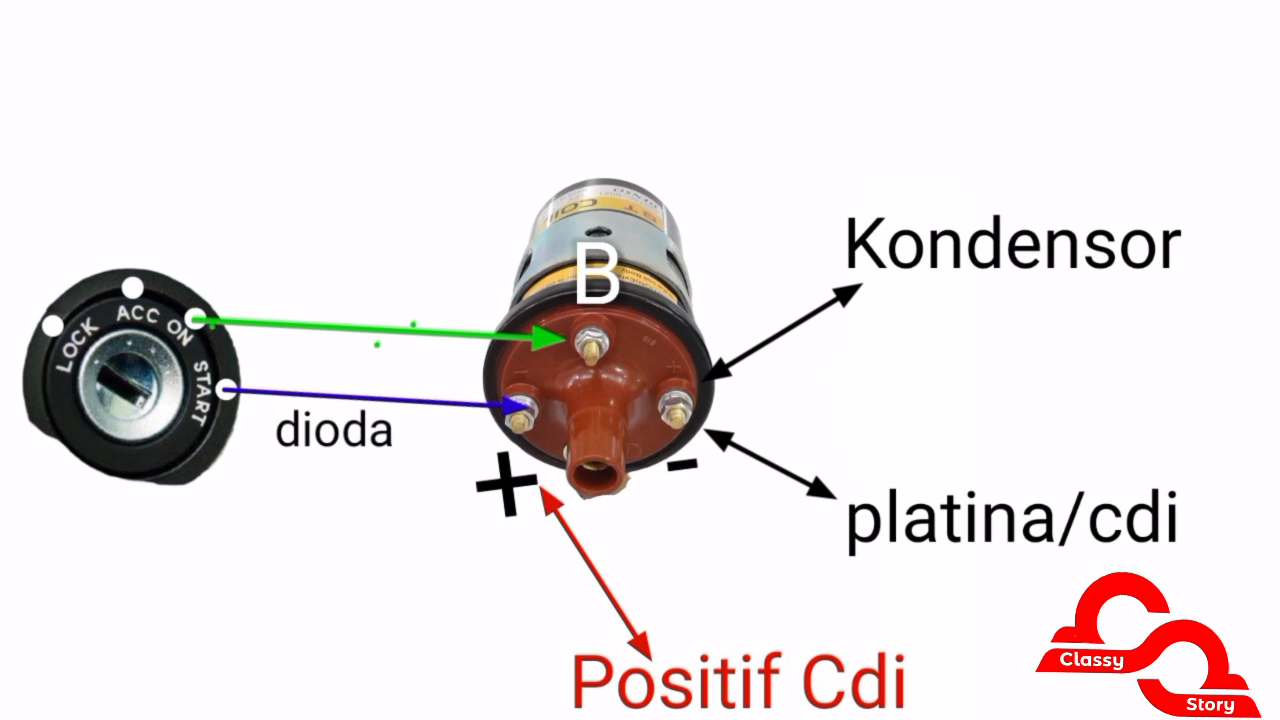 LOCK
ACC
ON
START
B
Kondensor
dioda
+
-
platina/cdi
Positif Cdi
Classy
Story